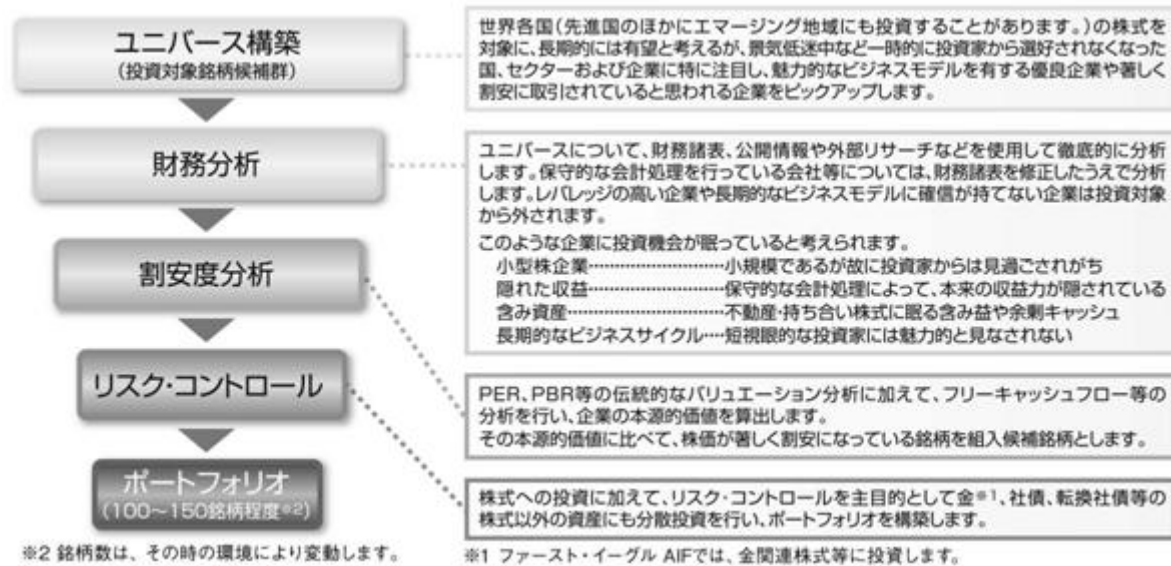 ユニバース構築
(投資対象銘柄候補群)
世界各国(先進国のほかにエマージング地域にも投資することがあります。)の株式を
対象に、長期的には有望と考えるが、景気低迷中など一時的に投資家から選好されなくなった
国、セクターおよび企業に特に注目し、魅力的なビジネスモデルを有する優良企業や著しく
割安に取引されていると思われる企業をピックアップします。
財務分析
ユニバースについて、財務諸表、公開情報や外部リサーチなどを使用して徹底的に分析
します。保守的な会計処理を行っている会社等については、財務諸表を修正したうえで分析
します。レバレッジの高い企業や長期的なビジネスモデルに確信が持てない企業は投資対象
から外されます。
このような企業に投資機会が眠っていると考えられます。
小型株企業…………………………小規模であるが故に投資家からは見過ごされがち
隠れた収益…………………………保守的な会計処理によって、本来の収益力が隠されている
含み資産……………………………不動産・持ち合い株式に眠る含み益や余剰キャッシュ
長期的なビジネスサイクル……短視眼的な投資家には魅力的と見なされない
割安度分析
PER、PBR等の伝統的なバリュエーション分析に加えて、フリーキャッシュフロー等の
分析を行い、企業の本源的価値を算出します。
その本源的価値に比べて、株価が著しく割安になっている銘柄を組入候補銘柄とします。
リスク・コントロール
株式への投資に加えて、リスク・コントロールを主目的として金※1、社債、転換社債等の
株式以外の資産にも分散投資を行い、ポートフォリオを構築します。
ポートフォリオ
(100～150銘柄程度※2)
※2 銘柄数は、その時の環境により変動します。
※1 ファースト・イーグル AIFでは、金関連株式等に投資します。